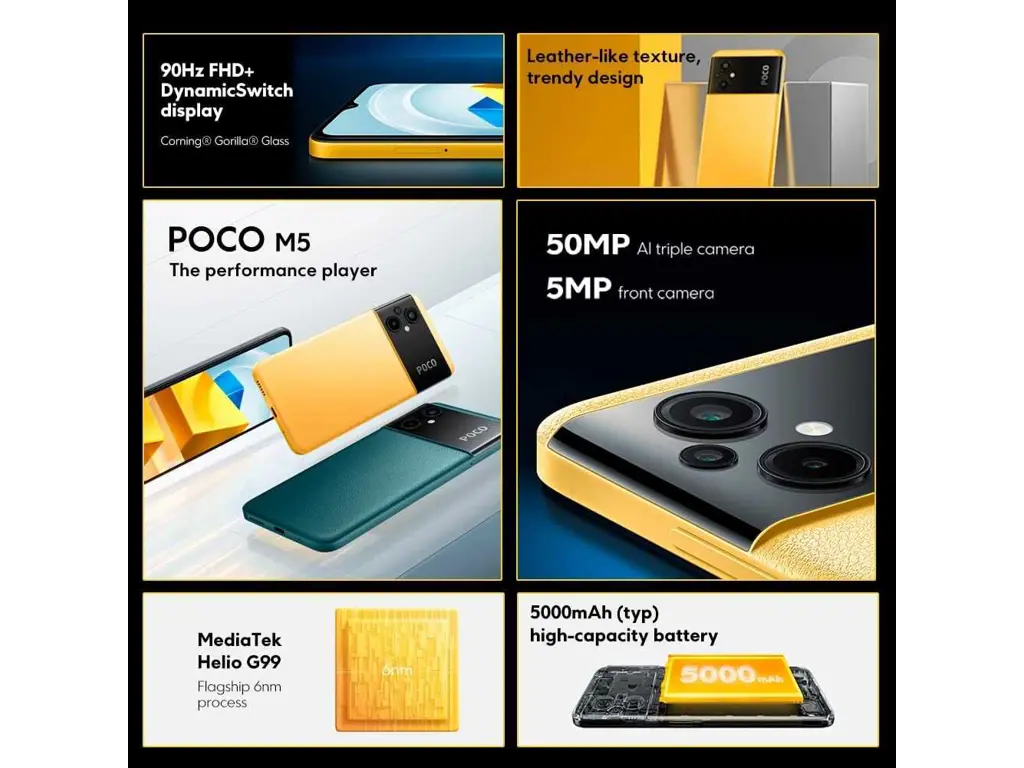 90Hz FHD+
DynamicSwitch
display
Corning® Gorilla® Glass
Leather-like texture,
trendy design
POCO
POCO M5
The performance player
POCO
POCO
50MP AI triple camera
5MP front camera
MediaTek
Helio G99
Flagship 6nm
process
6nm
5000mAh (typ)
high-capacity battery
5000mAh